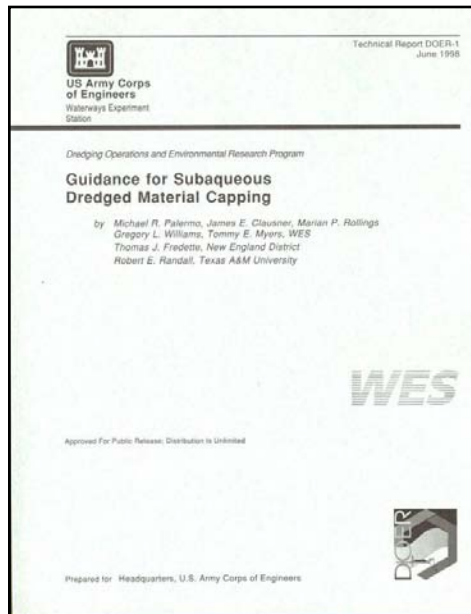 Technical Report DOER-1
June 1998
US Army Corps
of Engineers
Waterways Experiment
Station
Dredging Operations and Environmental Research Program
Guidance for Subaqueous
Dredged Material Capping
by Michael R. Palermo, James E. Clausner, Marian P. Rollings
Gregory L. Williams, Tommy E. Myers, WES
Thomas J. Fredette, New England District
Robert E. Randall, Texas A&M University
WES
Approved For Public Release; Distribution Is Unlimited
DOER
Prepared for Headquarters, U.S. Army Corps of Engineers